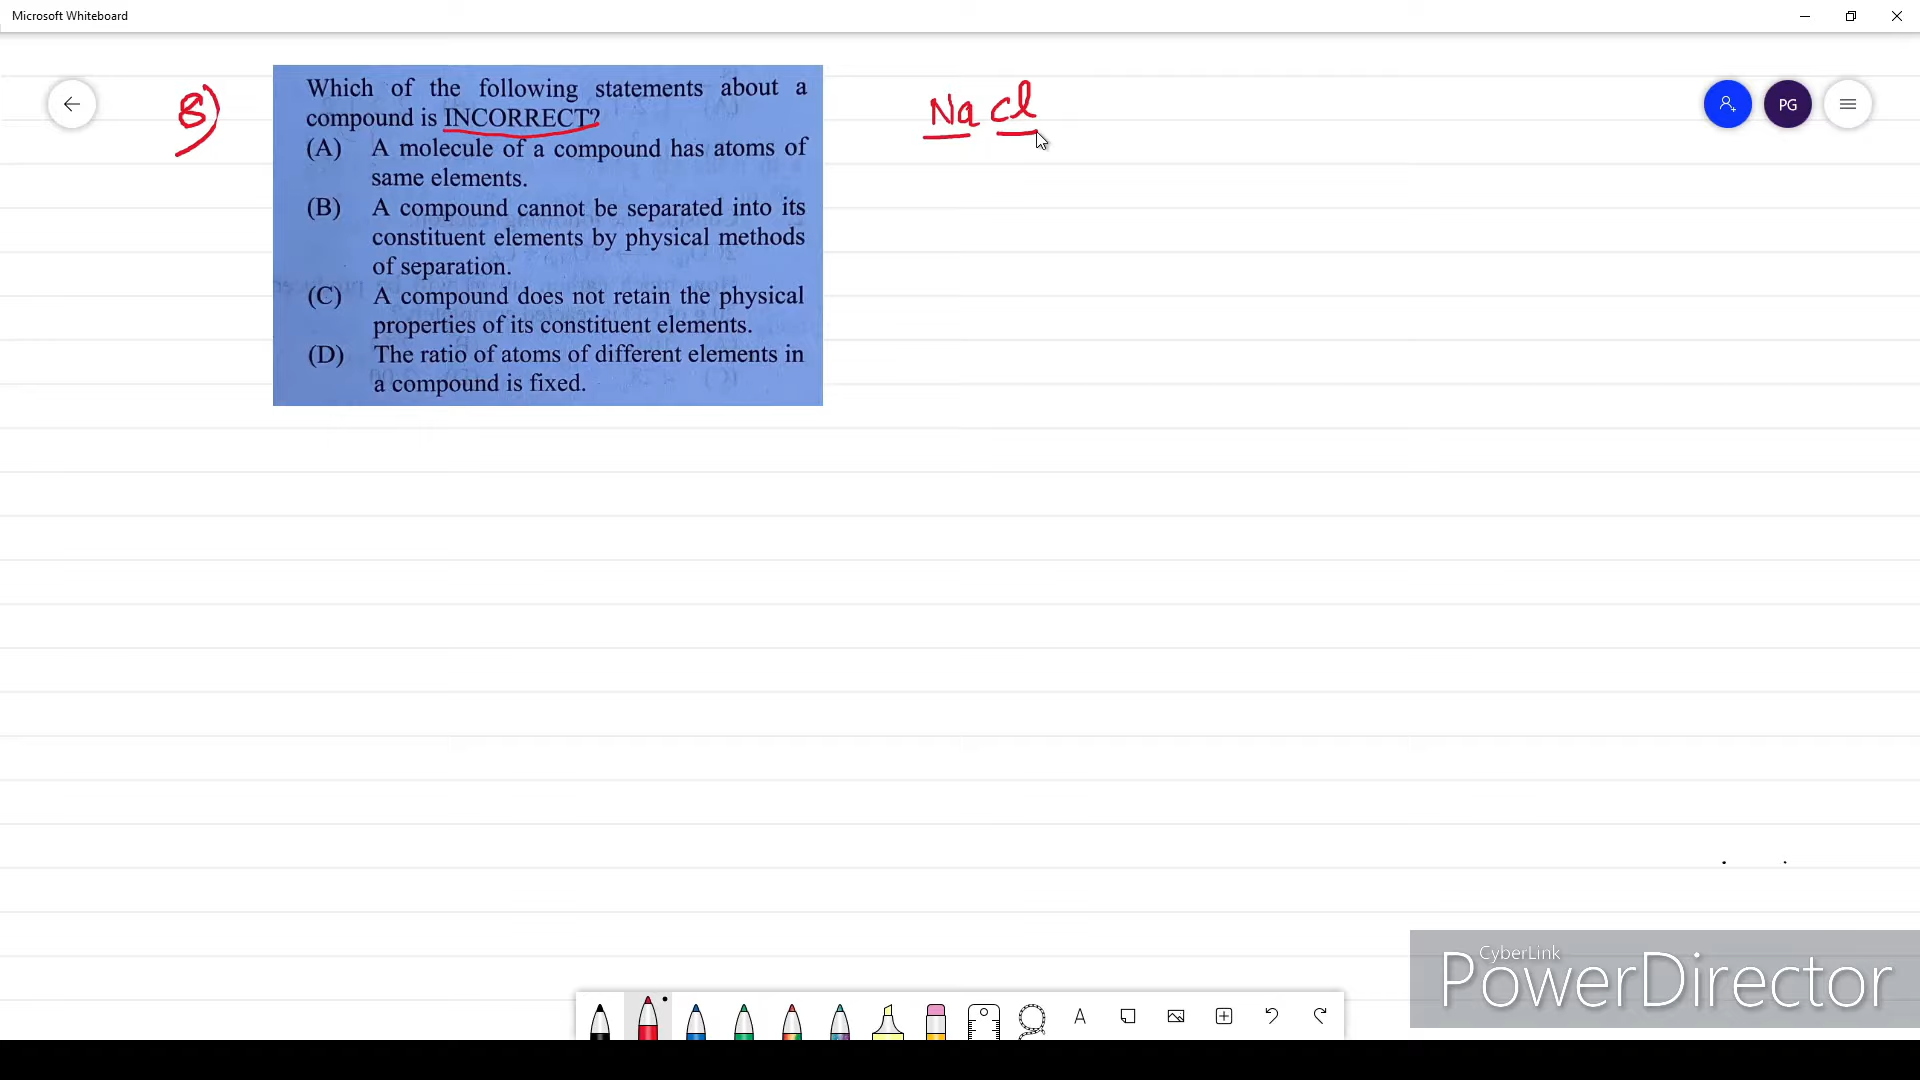 Microsoft Whiteboard
8)
Which of the following statements about a
compound is INCORRECT?
(A) A molecule of a compound has atoms of
same elements.
(B) A compound cannot be separated into its
constituent elements by physical methods
of separation.
(C) A compound does not retain the physical
properties of its constituent elements.
(D) The ratio of atoms of different elements in
a compound is fixed.
Na Cl
PG
A
CyberLink
PowerDirector